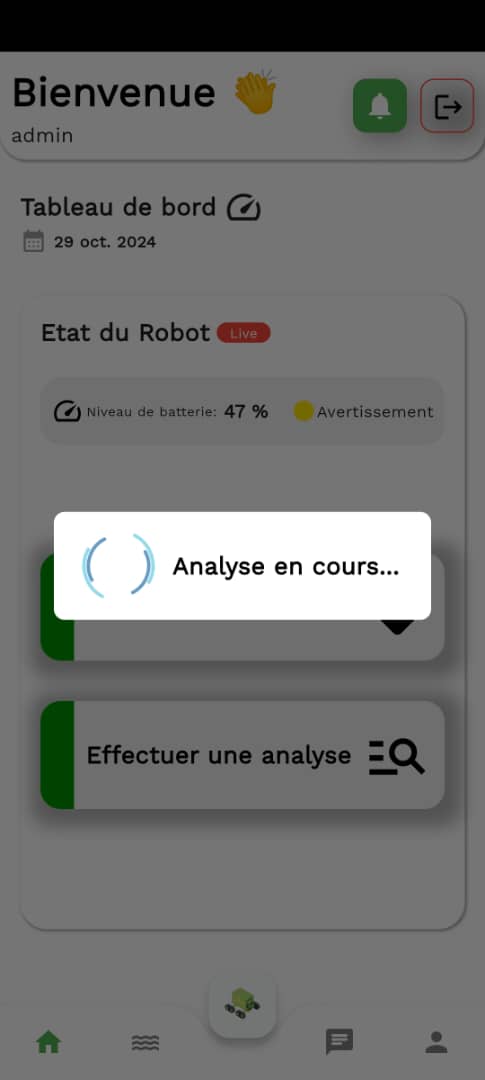 Bienvenue
admin
Tableau de bord
29 oct. 2024
Etat du Robot Live
Niveau de batterie: 47 % Avertissement
Analyse en cours...
Effectuer une analyse